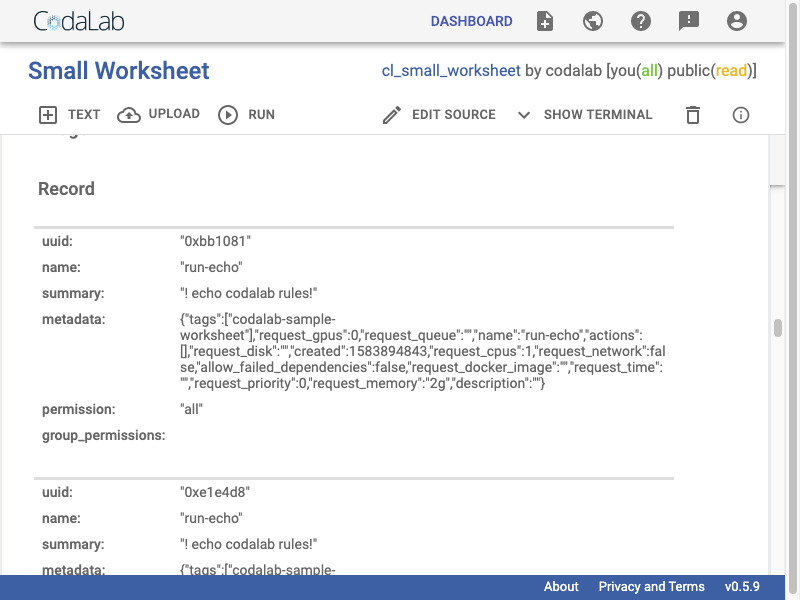 CodaLab
DASHBOARD
Small Worksheet
cl_small_worksheet by codalab [you(all) public(read)]
TEXT
UPLOAD
RUN
EDIT SOURCE
SHOW TERMINAL
Record
uuid: "0xbb1081"
name: "run-echo"
summary: "! echo codalab rules!"
metadata: {"tags":["codalab-sample-
worksheet"],"request_gpus":0,"request_queue":"","name":"run-echo","actions":
[],"request_disk":"","created":1583894843,"request_cpus":1,"request_network":fal
se,"allow_failed_dependencies":false,"request_docker_image":"","request_time":
"","request_priority":0,"request_memory":"2g","description":""}
permission: "all"
group_permissions:
uuid: "0xe1e4d8"
name: "run-echo"
summary: "! echo codalab rules!"
metadata: {"tags":["codalab-sample-
About
Privacy and Terms
v0.5.9